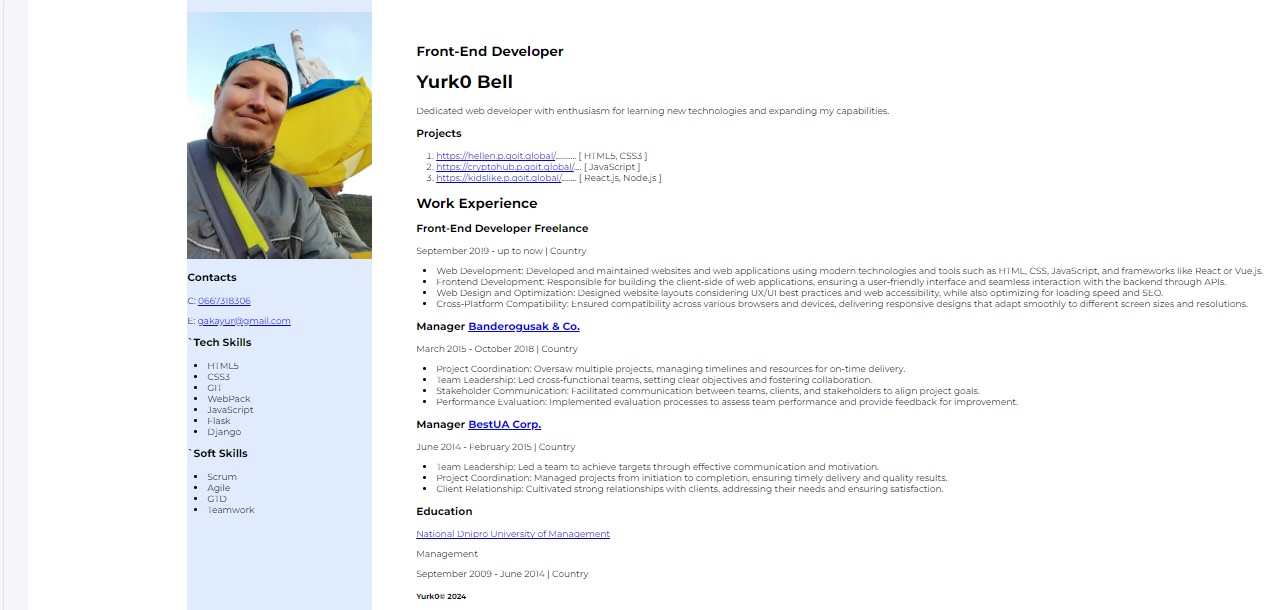 Contacts
C: 0667318306
E: gakayur@gmail.com
`Tech Skills
HTML5
CSS3
GIT
WebPack
JavaScript
Flask
Django
`Soft Skills
Scrum
Agile
GTD
Teamwork
Front-End Developer
Yurk0 Bell
Dedicated web developer with enthusiasm for learning new technologies and expanding my capabilities.
Projects
1. https://hellen.p.goit.global/.......... [ HTML5, CSS3 ]
2. https://cryptohub.p.goit.global/... [ JavaScript ]
3. https://kidslike.p.goit.global/....... [ React.js, Node.js ]
Work Experience
Front-End Developer Freelance
September 2019 - up to now | Country
Web Development: Developed and maintained websites and web applications using modern technologies and tools such as HTML, CSS, JavaScript, and frameworks like React or Vue.js.
Frontend Development: Responsible for building the client-side of web applications, ensuring a user-friendly interface and seamless interaction with the backend through APIs.
Web Design and Optimization: Designed website layouts considering UX/UI best practices and web accessibility, while also optimizing for loading speed and SEO.
Cross-Platform Compatibility: Ensured compatibility across various browsers and devices, delivering responsive designs that adapt smoothly to different screen sizes and resolutions.
Manager Banderogusak & Co.
March 2015 - October 2018 | Country
Project Coordination: Oversaw multiple projects, managing timelines and resources for on-time delivery.
Team Leadership: Led cross-functional teams, setting clear objectives and fostering collaboration.
Stakeholder Communication: Facilitated communication between teams, clients, and stakeholders to align project goals.
Performance Evaluation: Implemented evaluation processes to assess team performance and provide feedback for improvement.
Manager BestUA Corp.
June 2014 - February 2015 | Country
Team Leadership: Led a team to achieve targets through effective communication and motivation.
Project Coordination: Managed projects from initiation to completion, ensuring timely delivery and quality results.
Client Relationship: Cultivated strong relationships with clients, addressing their needs and ensuring satisfaction.
Education
National Dnipro University of Management
Management
September 2009 - June 2014 | Country
Yurk0© 2024